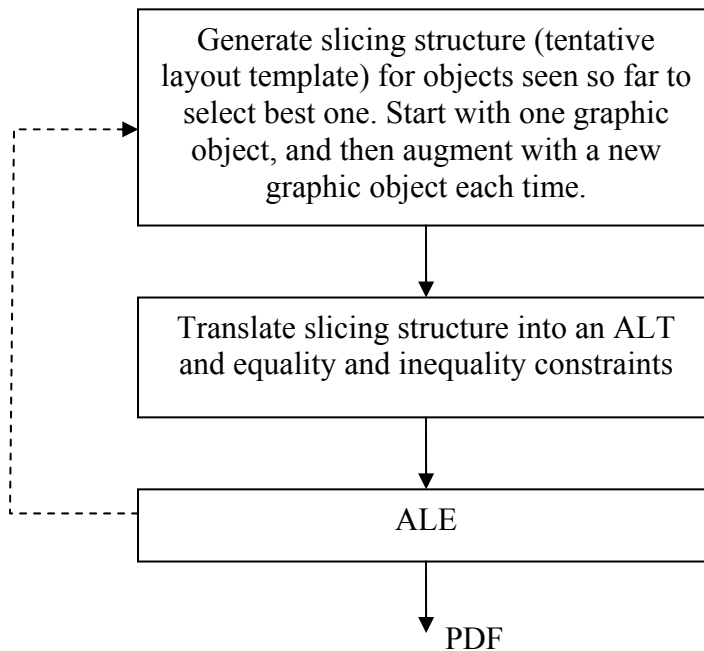 Generate slicing structure (tentative
layout template) for objects seen so far to
select best one. Start with one graphic
object, and then augment with a new
graphic object each time.
Translate slicing structure into an ALT
and equality and inequality constraints
ALE
PDF